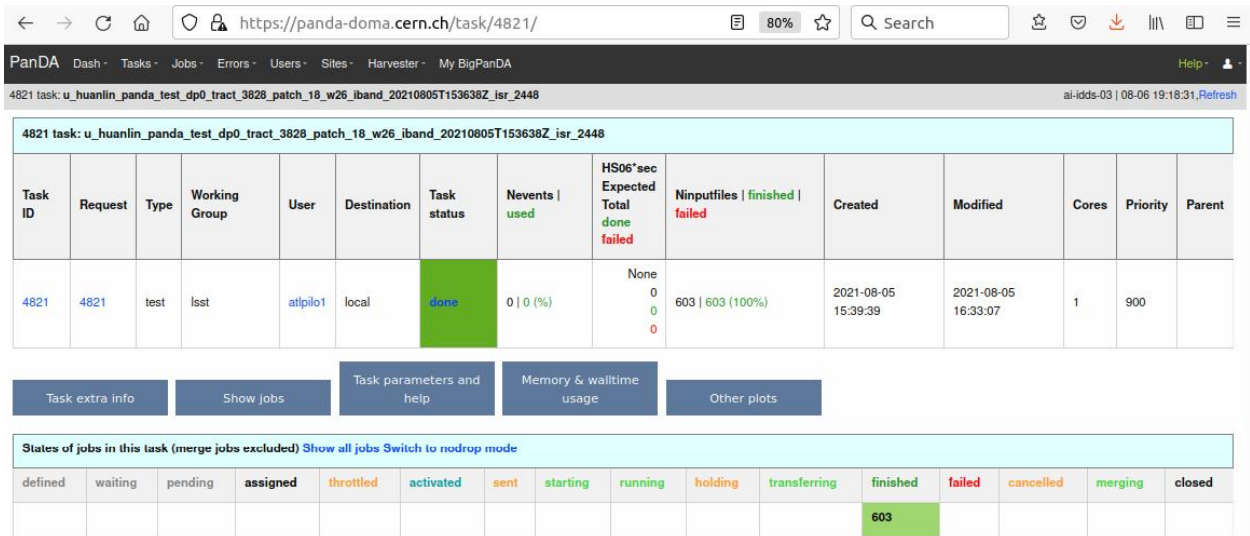 https://panda-doma.cern.ch/task/4821/ 80% Search
PanDA Dash Tasks Jobs Errors Users Sites Harvester My BigPanDA Help
4821 task: u_huanlin_panda_test_dp0_tract_3828_patch_18_w26_iband_20210805T153638Z_isr_2448 ai-idds-03 | 08-06 19:18:31, Refresh
4821 task: u_huanlin_panda_test_dp0_tract_3828_patch_18_w26_iband_20210805T153638Z_isr_2448
Task ID Request Type Working Group User Destination Task status Nevents | used HS06*sec Expected Total done failed Ninputfiles | finished | failed Created Modified Cores Priority Parent
4821 4821 test lsst atlpilo1 local done 0 | 0 (%) None 0 0 0 603 | 603 (100%) 2021-08-05 15:39:39 2021-08-05 16:33:07 1 900
Task extra info Show jobs Task parameters and help Memory & walltime usage Other plots
States of jobs in this task (merge jobs excluded) Show all jobs Switch to nodrop mode
defined waiting pending assigned throttled activated sent starting running holding transferring finished failed cancelled merging closed
603